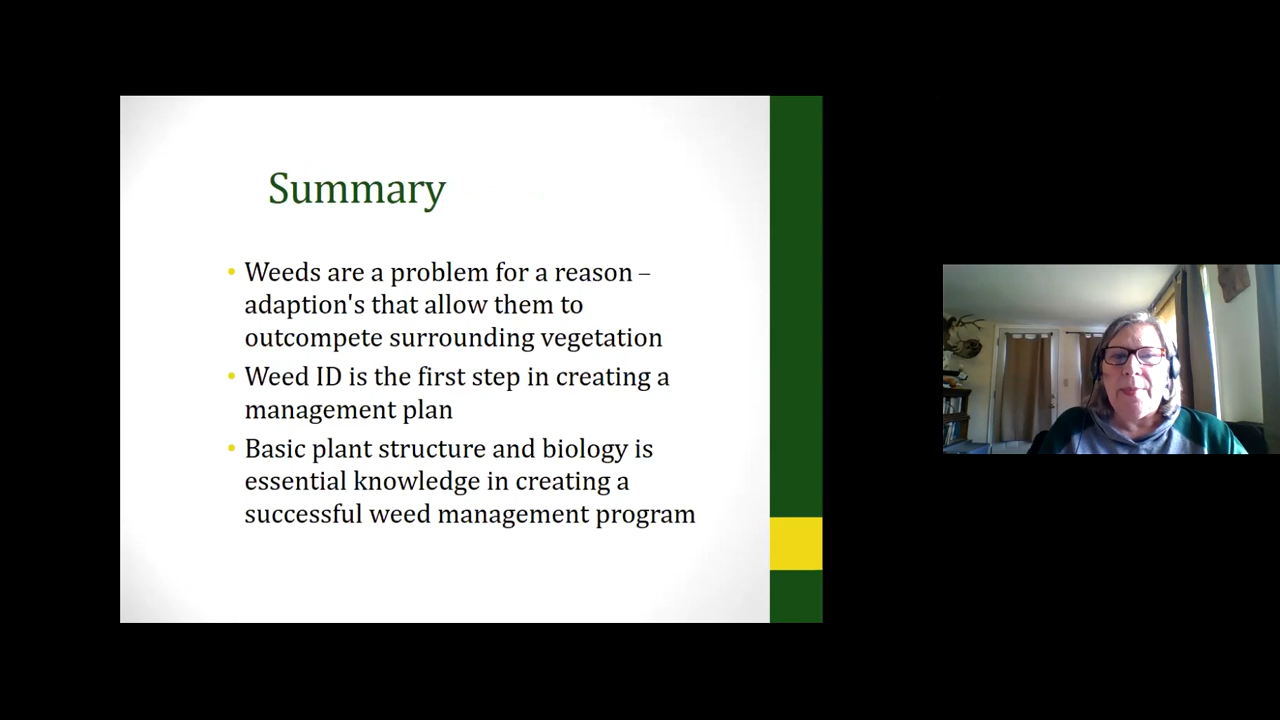 Summary
• Weeds are a problem for a reason –
adaption's that allow them to
outcompete surrounding vegetation
• Weed ID is the first step in creating a
management plan
• Basic plant structure and biology is
essential knowledge in creating a
successful weed management program